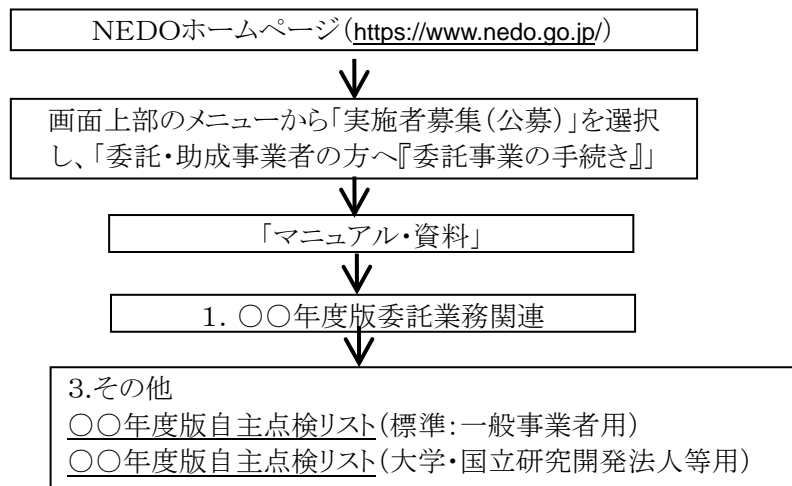 NEDOホームページ(https://www.nedo.go.jp/)
画面上部のメニューから「実施者募集(公募)」を選択
し、「委託・助成事業者の方へ『委託事業の手続き』」
「マニュアル・資料」
1. 〇〇年度版委託業務関連
3.その他
〇〇年度版自主点検リスト(標準:一般事業者用)
〇〇年度版自主点検リスト(大学・国立研究開発法人等用)